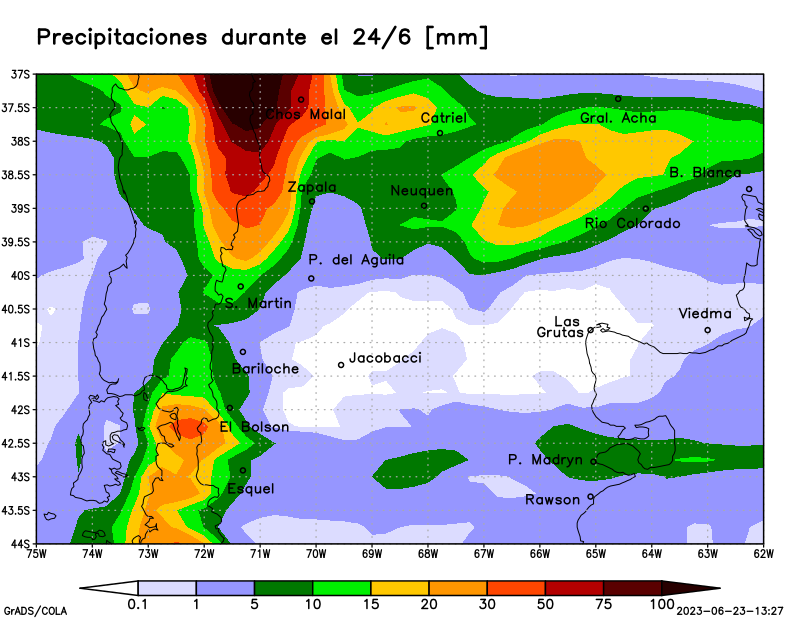 Precipitaciones durante el 24/6 [mm]
37S
37.5S
38S
38.5S
39S
39.5S
40S
40.5S
41S
41.5S
42S
42.5S
43S
43.5S
44S
Chos Malal
Catriel
Gral. Acha
B. Blanca
Zapala
Neuquen
Rio Colorado
P. del Aguila
S. Martin
Viedma
Las
Grutas
Jacobacci
Bariloche
El Bolson
P. Madryn
Esquel
Rawson
75W 74W 73W 72W 71W 70W 69W 68W 67W 66W 65W 64W 63W 62W
0.1 1 5 10 15 20 30 50 75 100
GrADS/COLA
2023-06-23-13:27